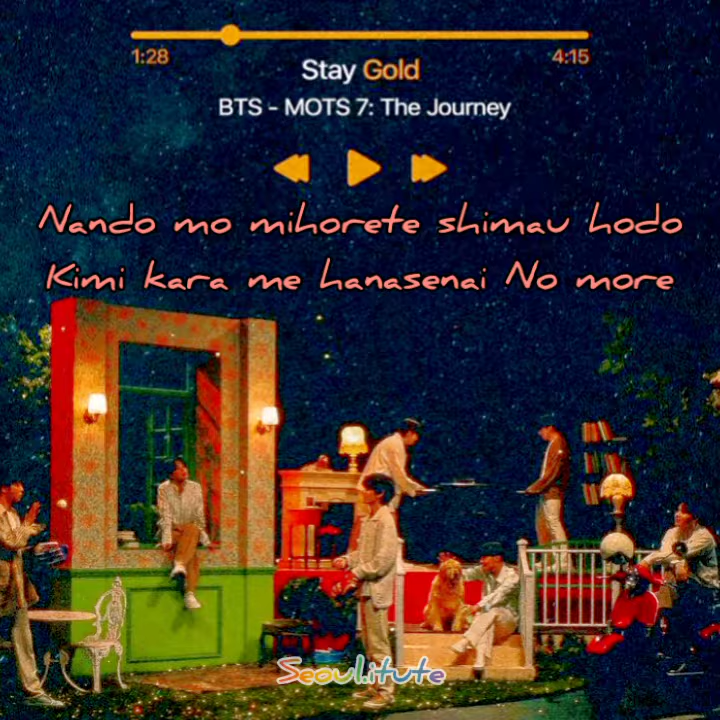 1:28 4:15
Stay Gold
BTS - MOTS 7: The Journey
Nando mo mihorete shimau hodo
Kimi kara me hanasenai No more
Seoul.itute